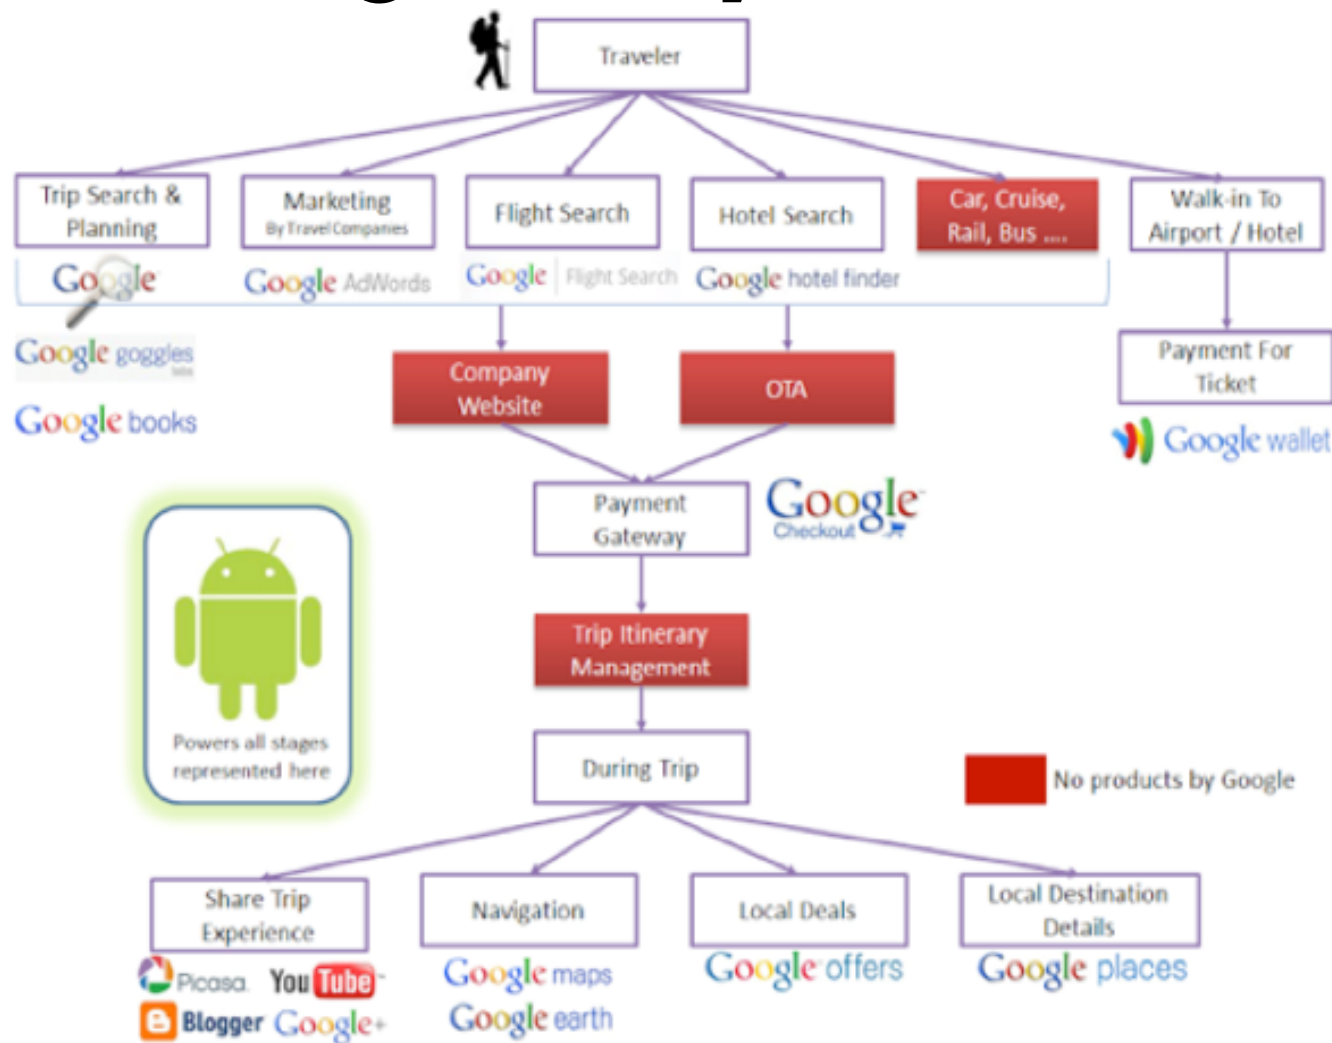 Traveler
Trip Search &
Planning
Marketing
By Travel Companies
Flight Search
Hotel Search
Car, Cruise,
Rail, Bus ....
Walk-in To
Airport / Hotel
Google
Google AdWords
Google Flight Search
Google hotel finder
Google goggles
labs
Google books
Company
Website
OTA
Payment For
Ticket
Google wallet
Payment
Gateway
Google
Checkout
Trip Itinerary
Management
Powers all stages
represented here
During Trip
No products by Google
Share Trip
Experience
Navigation
Local Deals
Local Destination
Details
Picasa. YouTube
Blogger Google+
Google maps
Google earth
Google offers
Google places